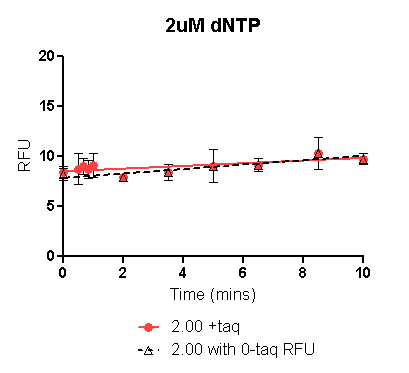 2uM dNTP
20
15
10
5
0
RFU
0 2 4 6 8 10
Time (mins)
2.00 +taq
2.00 with 0-taq RFU